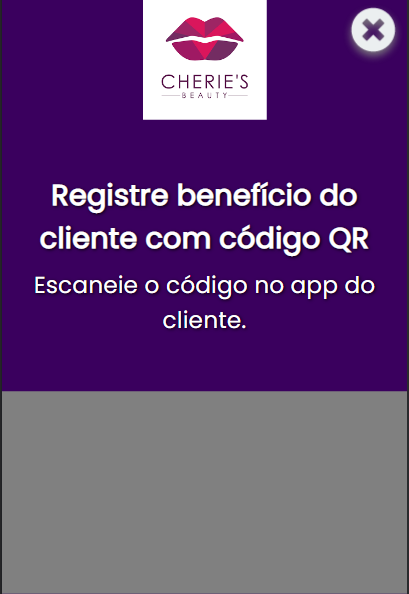 CHERIE'S
BEAUTY
Registre benefício do
cliente com código QR
Escaneie o código no app do
cliente.